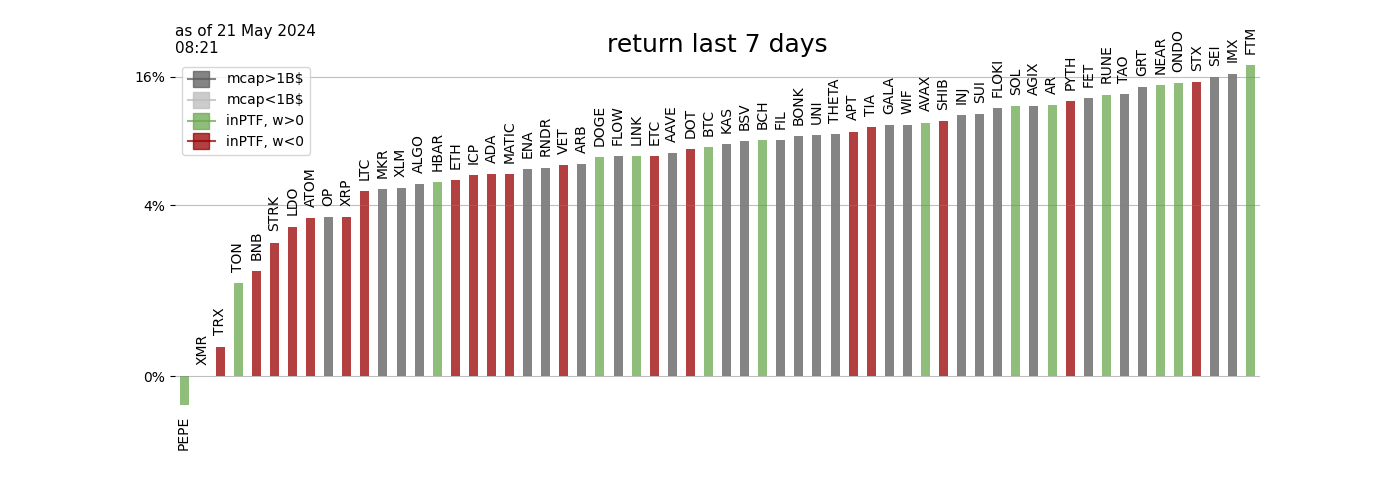 as of 21 May 2024
08:21
return last 7 days
mcap>1B$
mcap<1B$
inPTF, w>0
inPTF, w<0
16%
4%
0%
PEPE
XMR
TRX
TON
BNB
STRK
LDO
ATOM
OP
XRP
LTC
MKR
XLM
ALGO
HBAR
ETH
ICP
ADA
MATIC
ENA
RNDR
VET
ARB
DOGE
FLOW
LINK
ETC
AAVE
DOT
BTC
KAS
BSV
BCH
FIL
BONK
UNI
THETA
APT
TIA
GALA
WIF
AVAX
SHIB
INJ
SUI
FLOKI
SOL
AGIX
AR
PYTH
FET
RUNE
TAO
GRT
NEAR
ONDO
STX
SEI
IMX
FTM